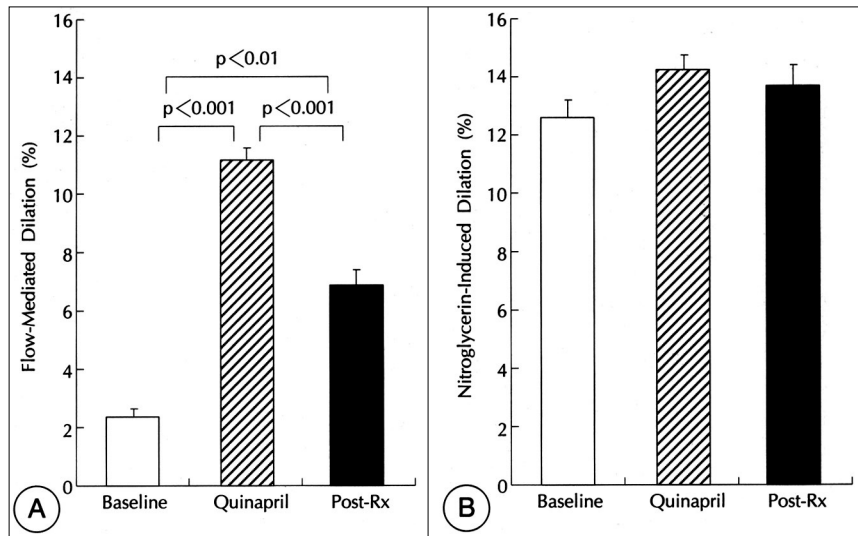 16
14
12
10
8
6
4
2
0
Flow-Mediated Dilation (%)
p<0.01
p<0.001 p<0.001
Baseline Quinapril Post-Rx
A
16
14
12
10
8
6
4
2
0
Nitroglycerin-Induced Dilation (%)
Baseline Quinapril Post-Rx
B